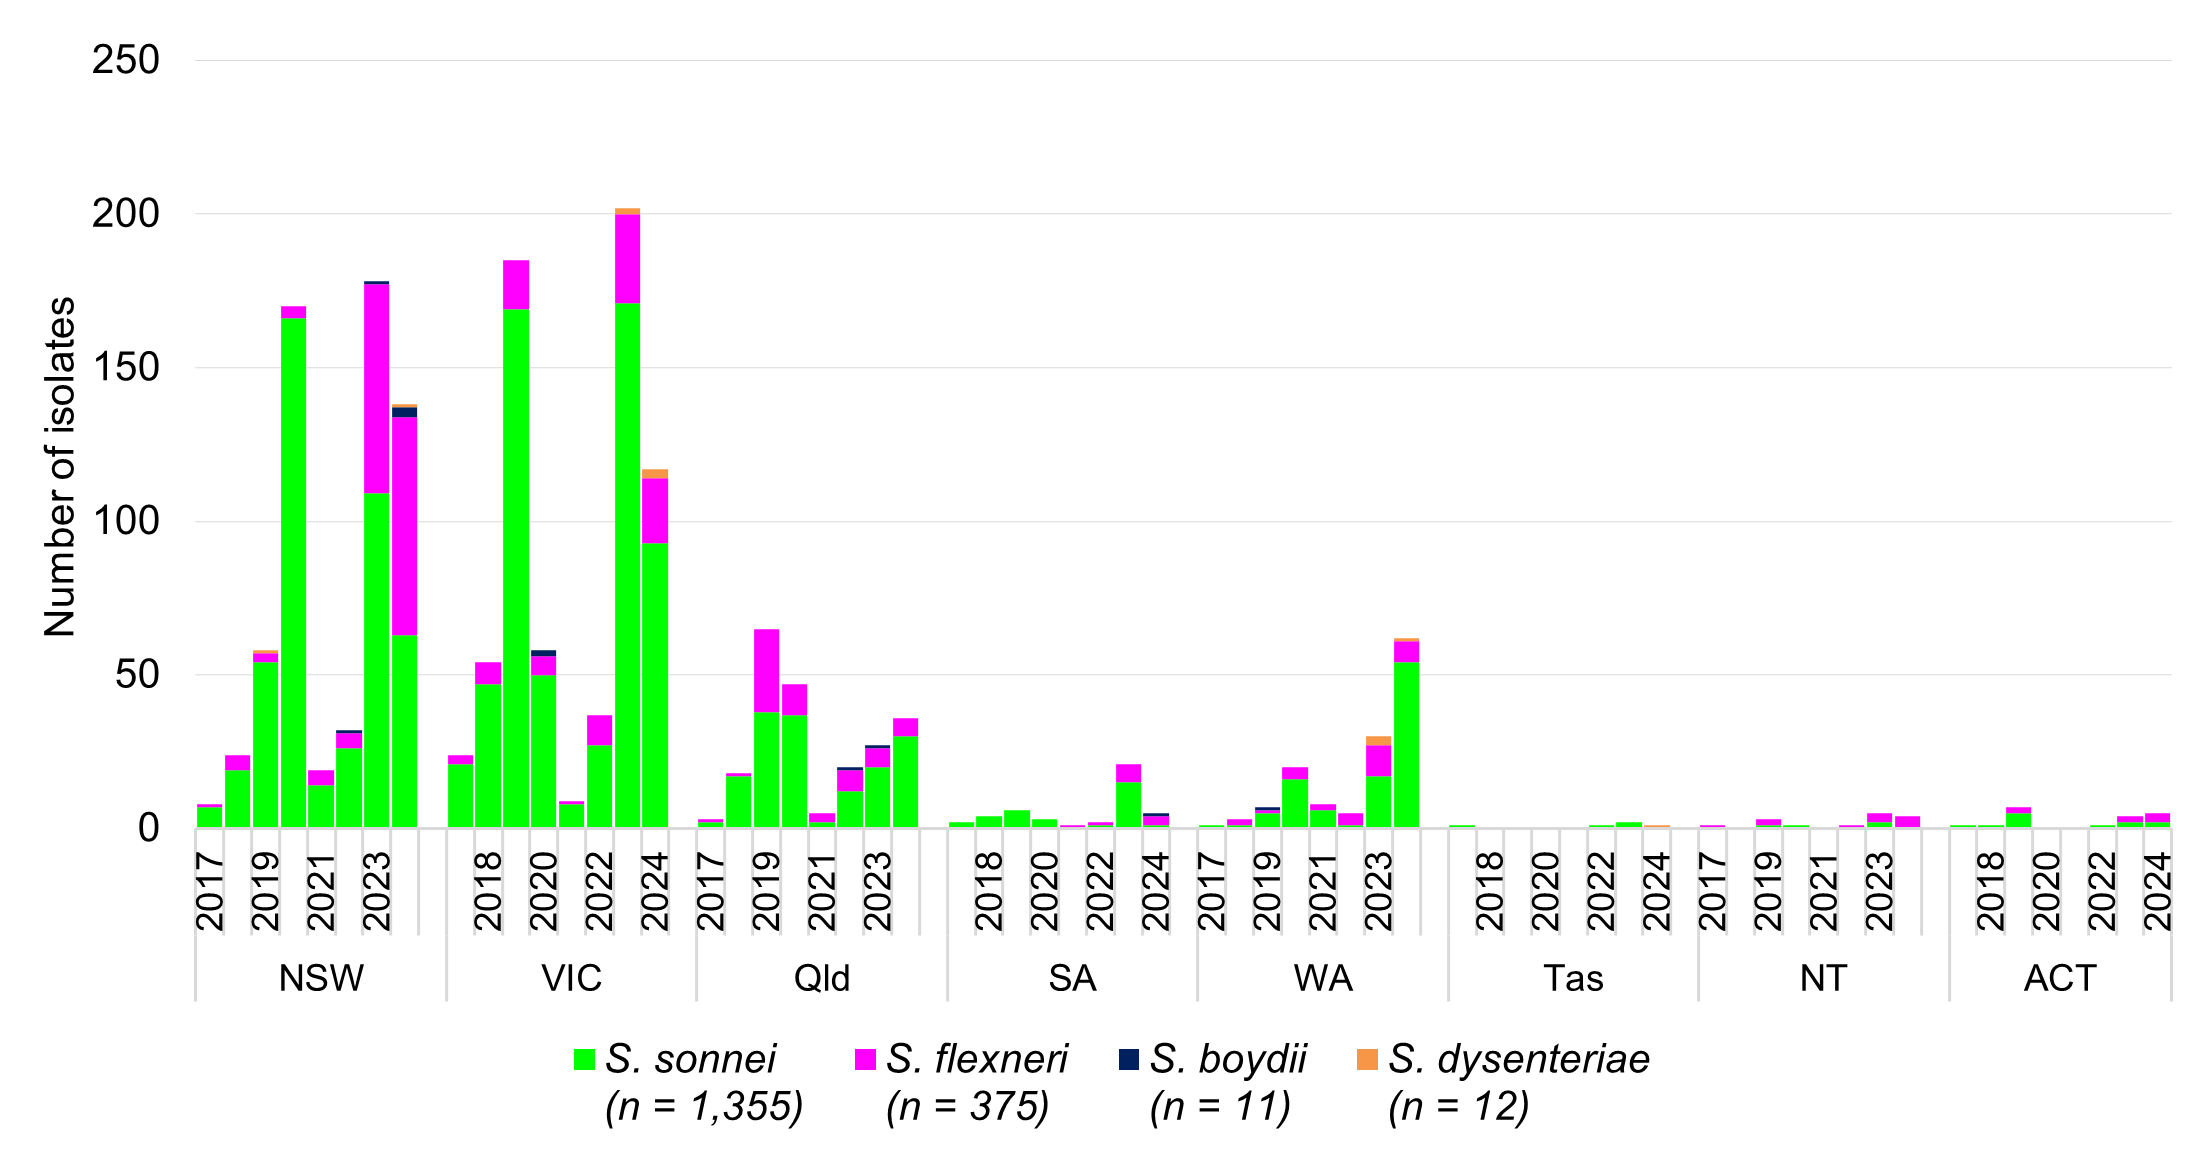 250
200
150
100
50
0
Number of isolates
2017 2019 2021 2023 2018 2020 2022 2024 2017 2019 2021 2023 2018 2020 2022 2024 2017 2019 2021 2023 2018 2020 2022 2024 2017 2019 2021 2023 2018 2020 2022 2024
NSW VIC Qld SA WA Tas NT ACT
S. sonnei S. flexneri S. boydii S. dysenteriae
(n = 1,355) (n = 375) (n = 11) (n = 12)